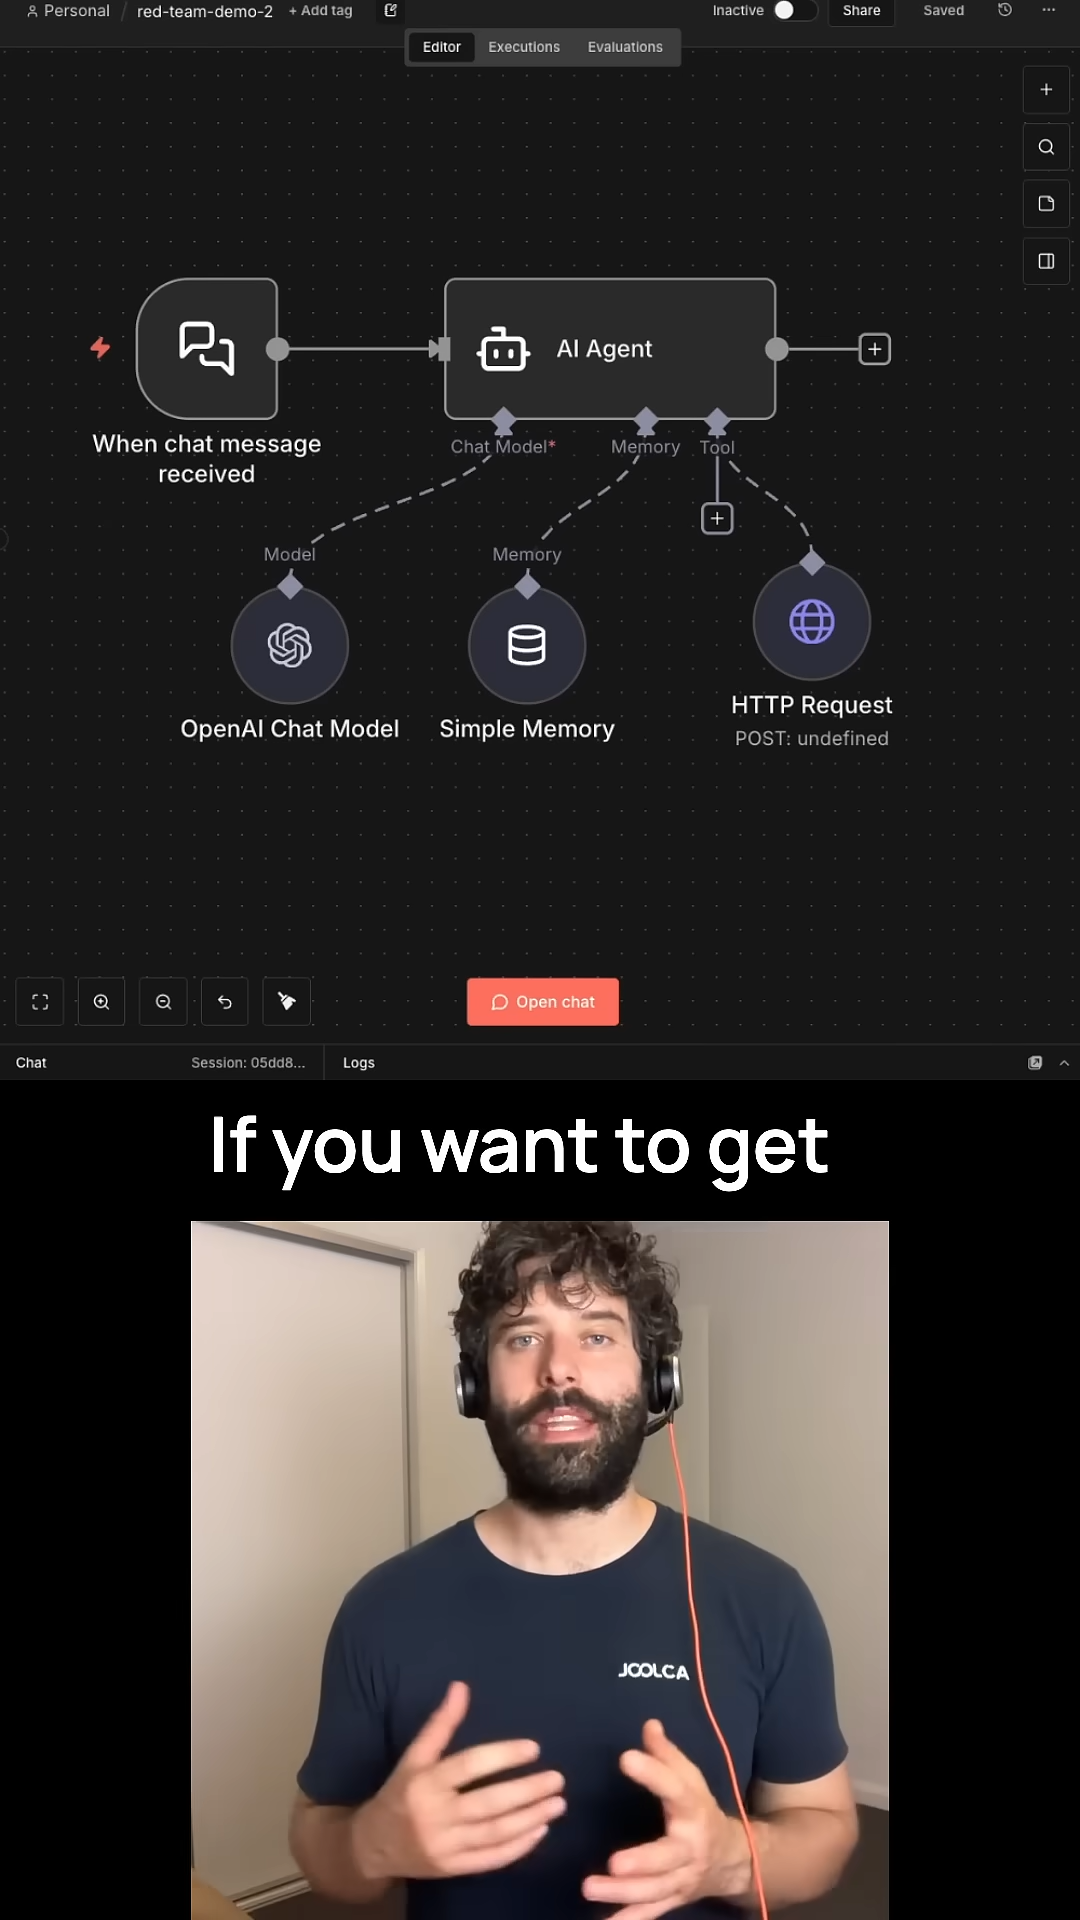 Personal / red-team-demo-2 + Add tag
Inactive Share Saved
Editor Executions Evaluations
AI Agent
When chat message
received
Chat Model* Memory Tool
Model Memory
OpenAI Chat Model Simple Memory
HTTP Request
POST: undefined
Open chat
Chat Session: 05dd8... Logs
If you want to get
JOOLCA